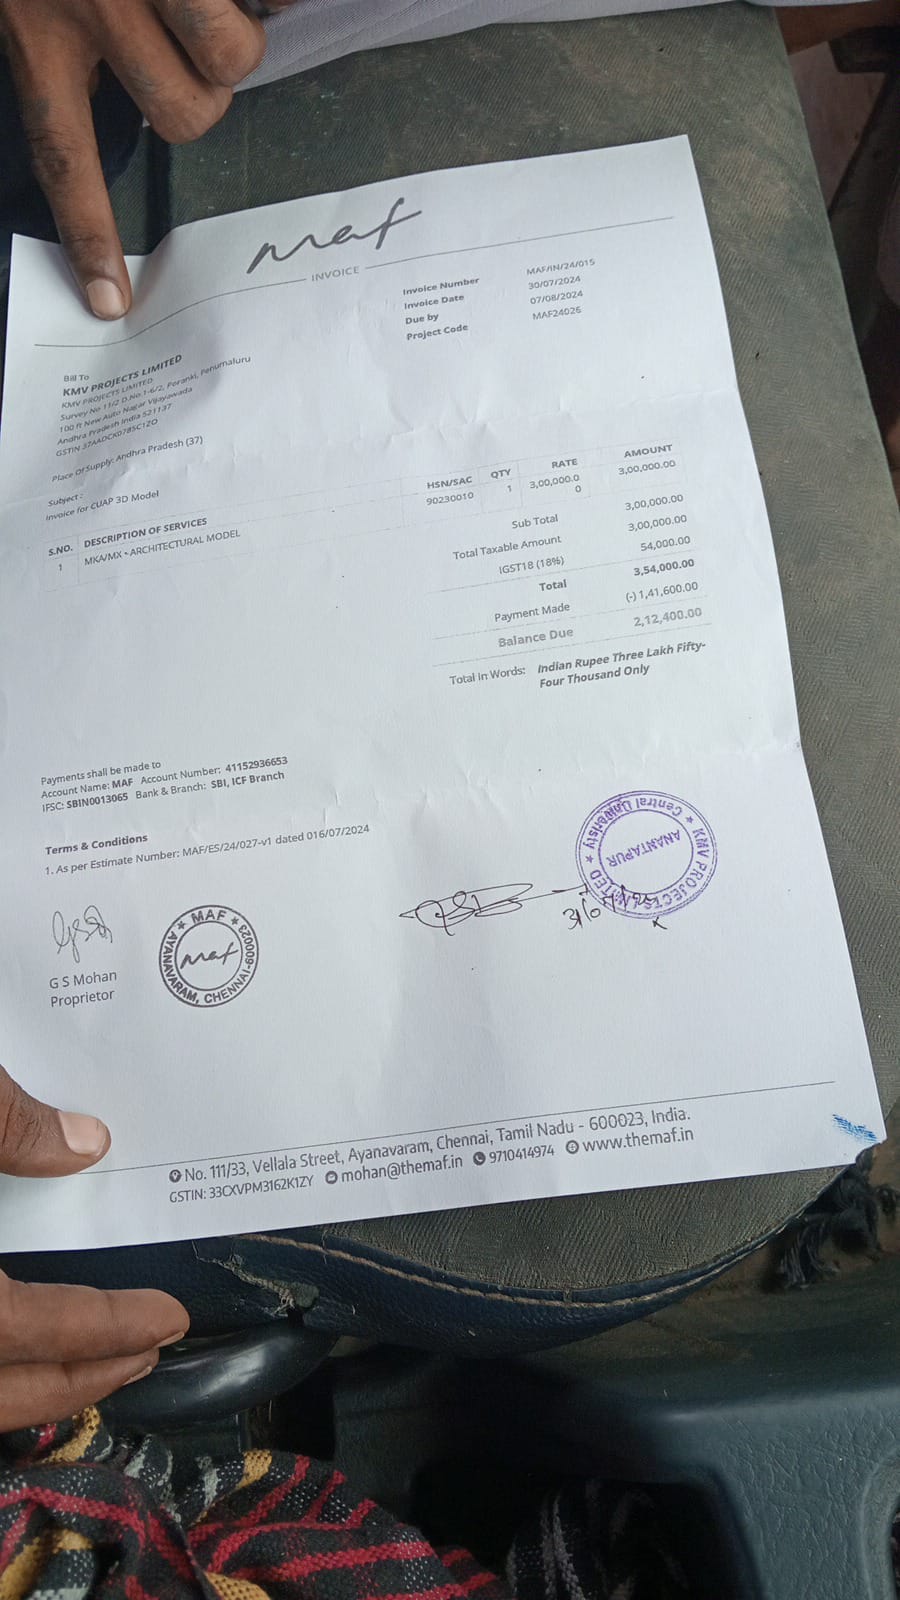 maf
INVOICE
Invoice Number MAF/IN/24/015
Invoice Date 30/07/2024
Due by 07/08/2024
Project Code MAF24026
Bill To
KMV PROJECTS LIMITED
KMV PROJECTS LIMITED
Survey No 11/2 D.No.1-6/2, Poranki, Penumaluru
100 ft New Auto Nagar Vijayawada
Andhra Pradesh India 521137
GSTIN 37AADCK0785C1ZO
Place Of Supply: Andhra Pradesh (37)
Subject :
Invoice for CUAP 3D Model
S.NO. DESCRIPTION OF SERVICES HSN/SAC QTY RATE AMOUNT
1 MKA/MX - ARCHITECTURAL MODEL 90230010 1 3,00,000.0 3,00,000.00
0
Sub Total 3,00,000.00
Total Taxable Amount 3,00,000.00
IGST18 (18%) 54,000.00
Total 3,54,000.00
Payment Made (-) 1,41,600.00
Balance Due 2,12,400.00
Total In Words: Indian Rupee Three Lakh Fifty-
Four Thousand Only
Payments shall be made to
Account Name: MAF Account Number: 41152936653
IFSC: SBIN0013065 Bank & Branch: SBI, ICF Branch
Terms & Conditions
1. As per Estimate Number: MAF/ES/24/027-v1 dated 016/07/2024
G S Mohan
Proprietor
★ MAF ★
AYANAVARAM, CHENNAI-600023
maf
★ KMV PROJECTS LIMITED ★
Central University
ANANTAPUR
No. 111/33, Vellala Street, Ayanavaram, Chennai, Tamil Nadu - 600023, India.
GSTIN: 33CXVPM3162K1ZY mohan@themaf.in 9710414974 www.themaf.in